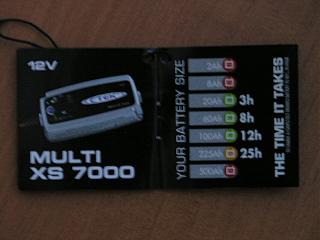 12V
CTEK
MULTI
XS 7000
YOUR BATTERY SIZE
2Ah
8Ah
20Ah 3h
60Ah 8h
100Ah 12h
225Ah 25h
500Ah
THE TIME IT TAKES